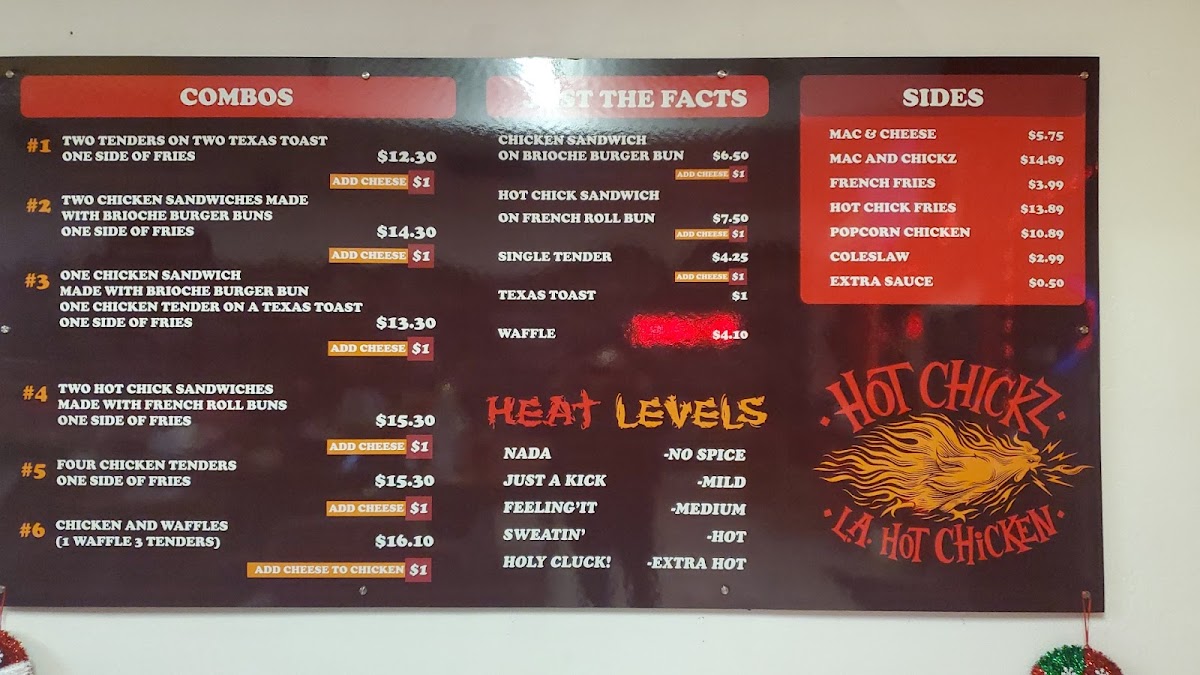 COMBOS
#1 TWO TENDERS ON TWO TEXAS TOAST
ONE SIDE OF FRIES $12.30
ADD CHEESE $1
#2 TWO CHICKEN SANDWICHES MADE
WITH BRIOCHE BURGER BUNS
ONE SIDE OF FRIES $14.30
ADD CHEESE $1
#3 ONE CHICKEN SANDWICH
MADE WITH BRIOCHE BURGER BUN
ONE CHICKEN TENDER ON A TEXAS TOAST
ONE SIDE OF FRIES $13.30
ADD CHEESE $1
#4 TWO HOT CHICK SANDWICHES
MADE WITH FRENCH ROLL BUNS
ONE SIDE OF FRIES $15.30
ADD CHEESE $1
#5 FOUR CHICKEN TENDERS
ONE SIDE OF FRIES $15.30
ADD CHEESE $1
#6 CHICKEN AND WAFFLES
(1 WAFFLE 3 TENDERS) $16.10
ADD CHEESE TO CHICKEN $1
JUST THE FACTS
CHICKEN SANDWICH
ON BRIOCHE BURGER BUN $6.50
ADD CHEESE $1
HOT CHICK SANDWICH
ON FRENCH ROLL BUN $7.50
ADD CHEESE $1
SINGLE TENDER $4.25
ADD CHEESE $1
TEXAS TOAST $1
WAFFLE $4.10
HEAT LEVELS
NADA -NO SPICE
JUST A KICK -MILD
FEELING'IT -MEDIUM
SWEATIN' -HOT
HOLY CLUCK! -EXTRA HOT
SIDES
MAC & CHEESE $5.75
MAC AND CHICKZ $14.89
FRENCH FRIES $3.99
HOT CHICK FRIES $13.89
POPCORN CHICKEN $10.89
COLESLAW $2.99
EXTRA SAUCE $0.50
·HOT CHICKZ·
·L.A. HOT CHICKEN·